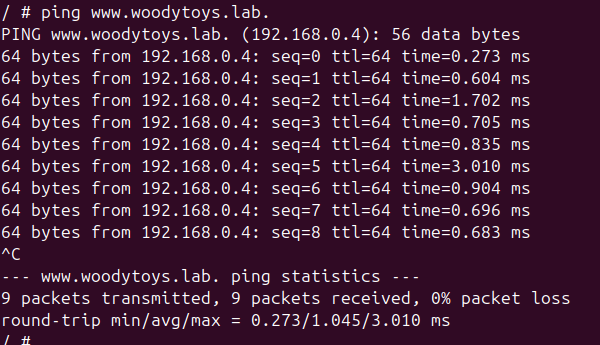 / # ping www.woodytoys.lab.
PING www.woodytoys.lab. (192.168.0.4): 56 data bytes
64 bytes from 192.168.0.4: seq=0 ttl=64 time=0.273 ms
64 bytes from 192.168.0.4: seq=1 ttl=64 time=0.604 ms
64 bytes from 192.168.0.4: seq=2 ttl=64 time=1.702 ms
64 bytes from 192.168.0.4: seq=3 ttl=64 time=0.705 ms
64 bytes from 192.168.0.4: seq=4 ttl=64 time=0.835 ms
64 bytes from 192.168.0.4: seq=5 ttl=64 time=3.010 ms
64 bytes from 192.168.0.4: seq=6 ttl=64 time=0.904 ms
64 bytes from 192.168.0.4: seq=7 ttl=64 time=0.696 ms
64 bytes from 192.168.0.4: seq=8 ttl=64 time=0.683 ms
^C
--- www.woodytoys.lab. ping statistics ---
9 packets transmitted, 9 packets received, 0% packet loss
round-trip min/avg/max = 0.273/1.045/3.010 ms
/ #